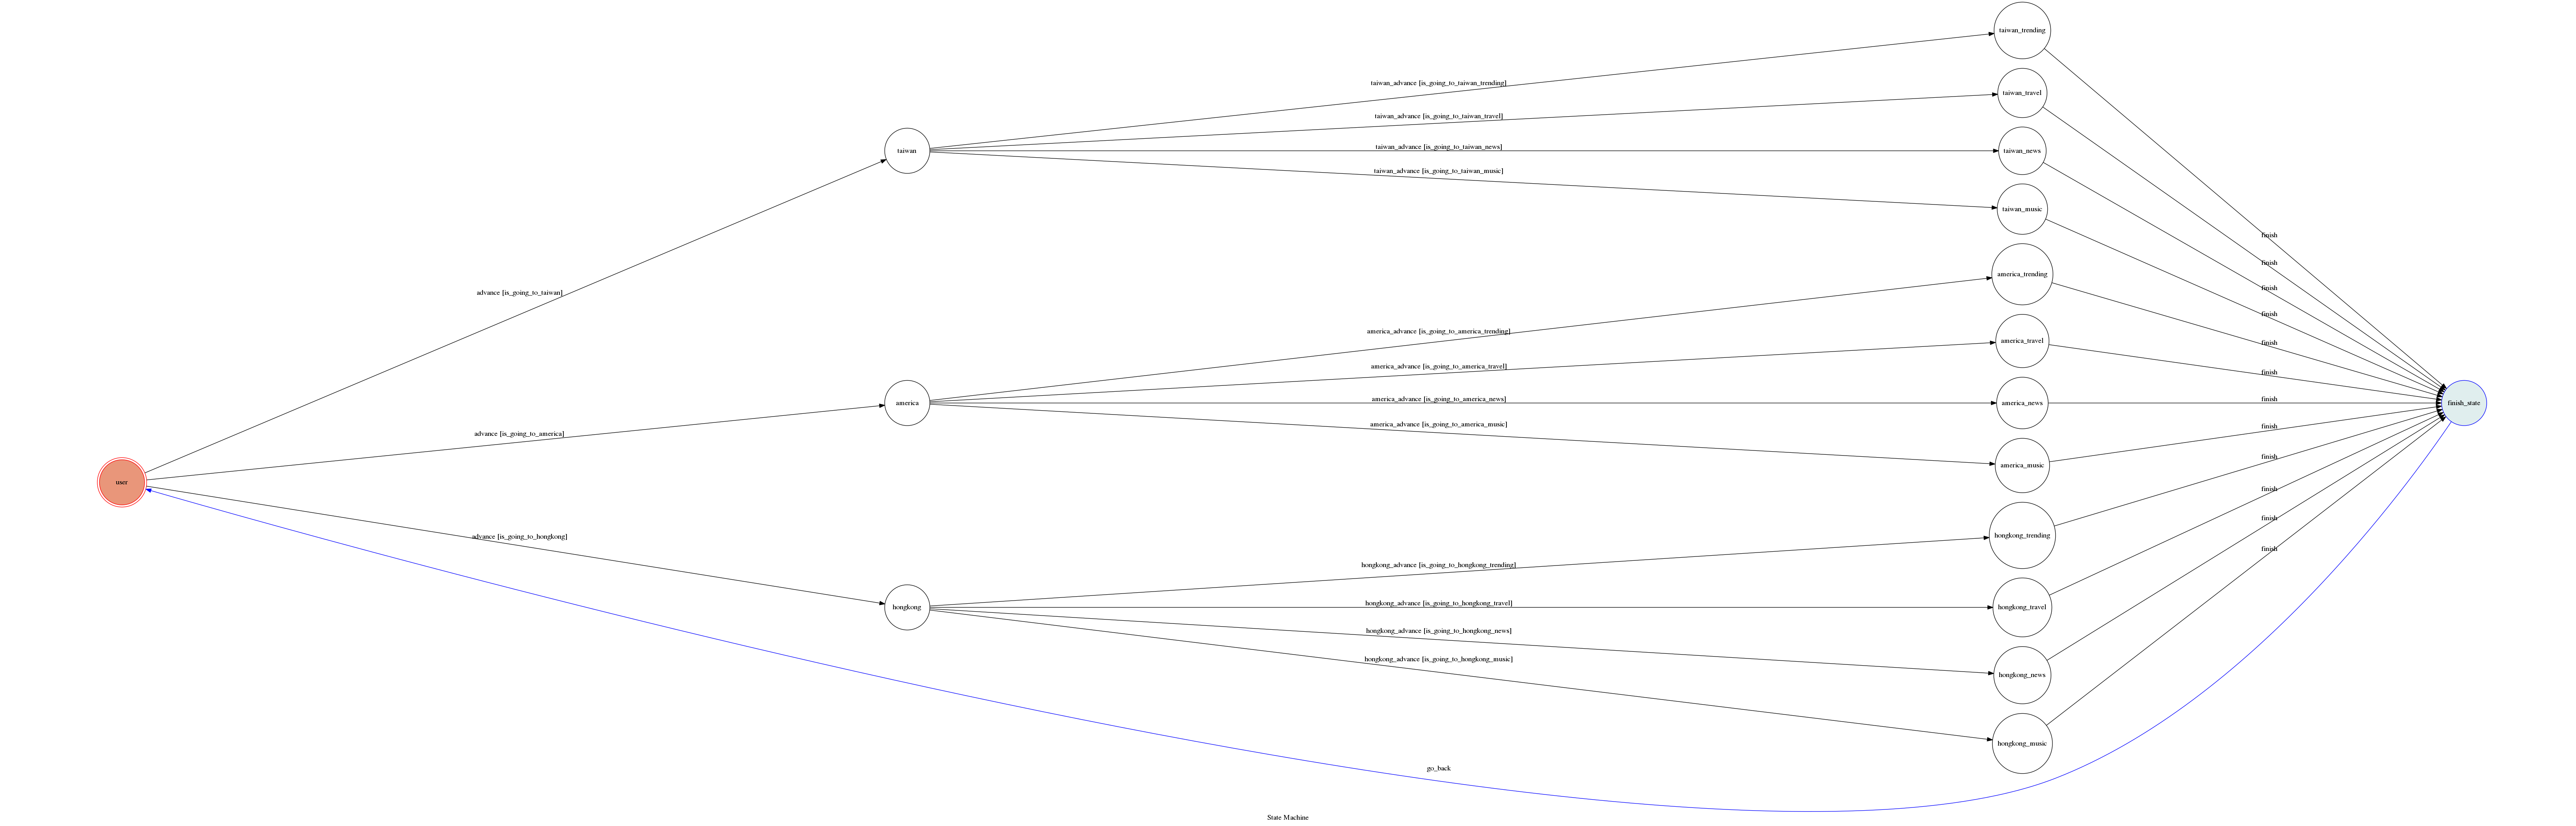 user
advance [is_going_to_taiwan]
advance [is_going_to_america]
advance [is_going_to_hongkong]
taiwan
america
hongkong
taiwan_advance [is_going_to_taiwan_trending]
taiwan_advance [is_going_to_taiwan_travel]
taiwan_advance [is_going_to_taiwan_news]
taiwan_advance [is_going_to_taiwan_music]
america_advance [is_going_to_america_trending]
america_advance [is_going_to_america_travel]
america_advance [is_going_to_america_news]
america_advance [is_going_to_america_music]
hongkong_advance [is_going_to_hongkong_trending]
hongkong_advance [is_going_to_hongkong_travel]
hongkong_advance [is_going_to_hongkong_news]
hongkong_advance [is_going_to_hongkong_music]
go_back
taiwan_trending
taiwan_travel
taiwan_news
taiwan_music
america_trending
america_travel
america_news
america_music
hongkong_trending
hongkong_travel
hongkong_news
hongkong_music
finish
finish
finish
finish
finish
finish
finish
finish
finish
finish
finish
finish
finish_state
State Machine